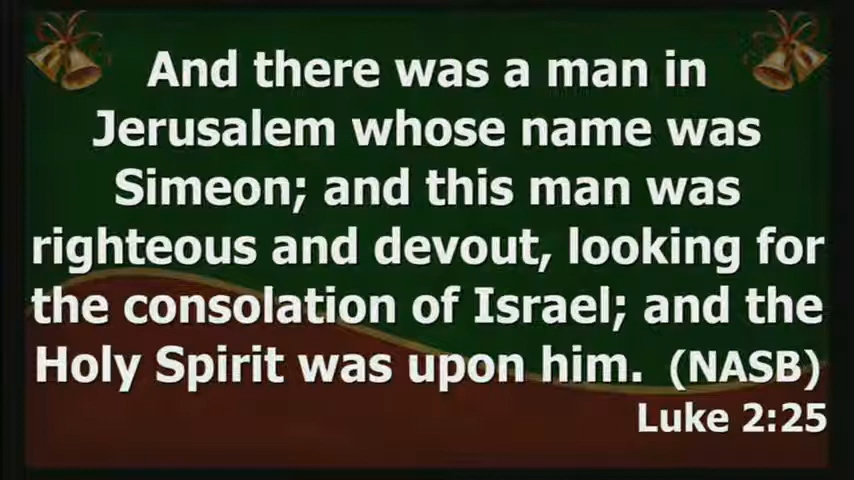 And there was a man in
Jerusalem whose name was
Simeon; and this man was
righteous and devout, looking for
the consolation of Israel; and the
Holy Spirit was upon him. (NASB)
Luke 2:25